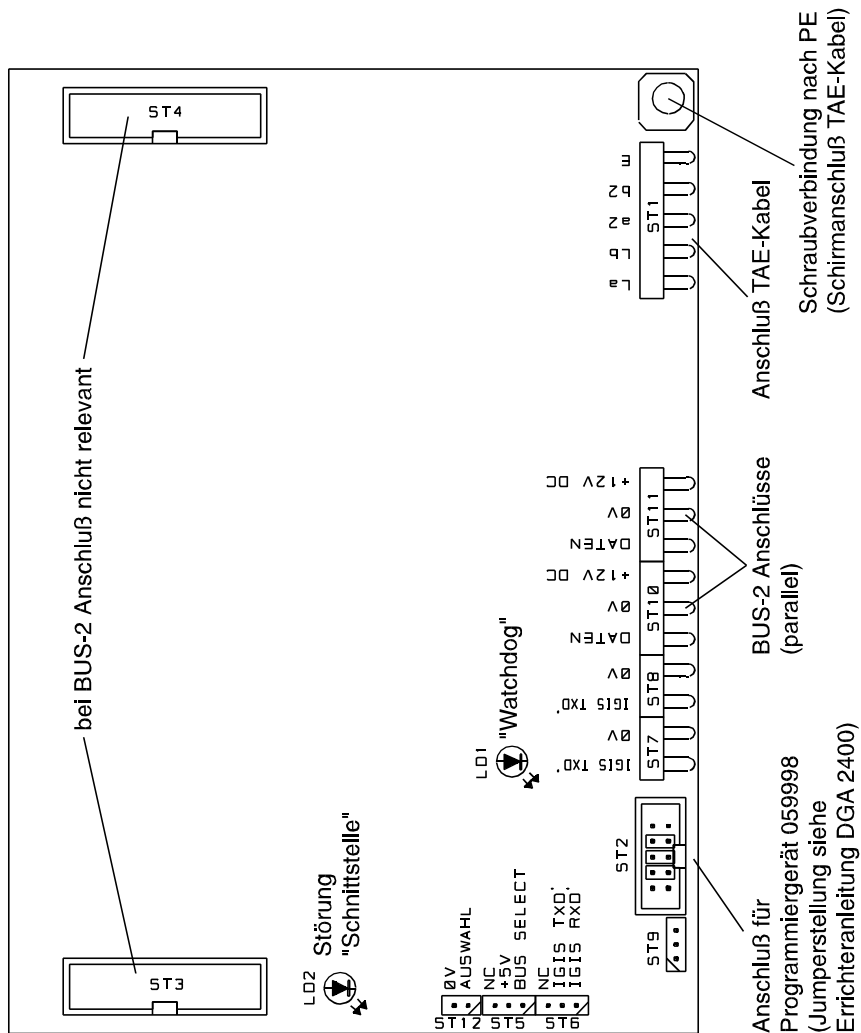 ST4
bei BUS-2 Anschluß nicht relevant
ST3
LD2
Störung
"Schnittstelle"
LD1
"Watchdog"
0V
AUSWAHL
ST12
NC
+5V
BUS SELECT
ST5
NC
IGIS TXD'
IGIS RXD'
ST6
ST9
ST2
IGIS TXD'
0V
ST7
IGIS TXD'
0V
ST8
DATEN
0V
+12V DC
ST10
DATEN
0V
+12V DC
ST11
La
Lb
a2
b2
E
ST1
Anschluß für
Programmiergerät 059998
(Jumperstellung siehe
Errichteranleitung DGA 2400)
BUS-2 Anschlüsse
(parallel)
Anschluß TAE-Kabel
Schraubverbindung nach PE
(Schirmanschluß TAE-Kabel)